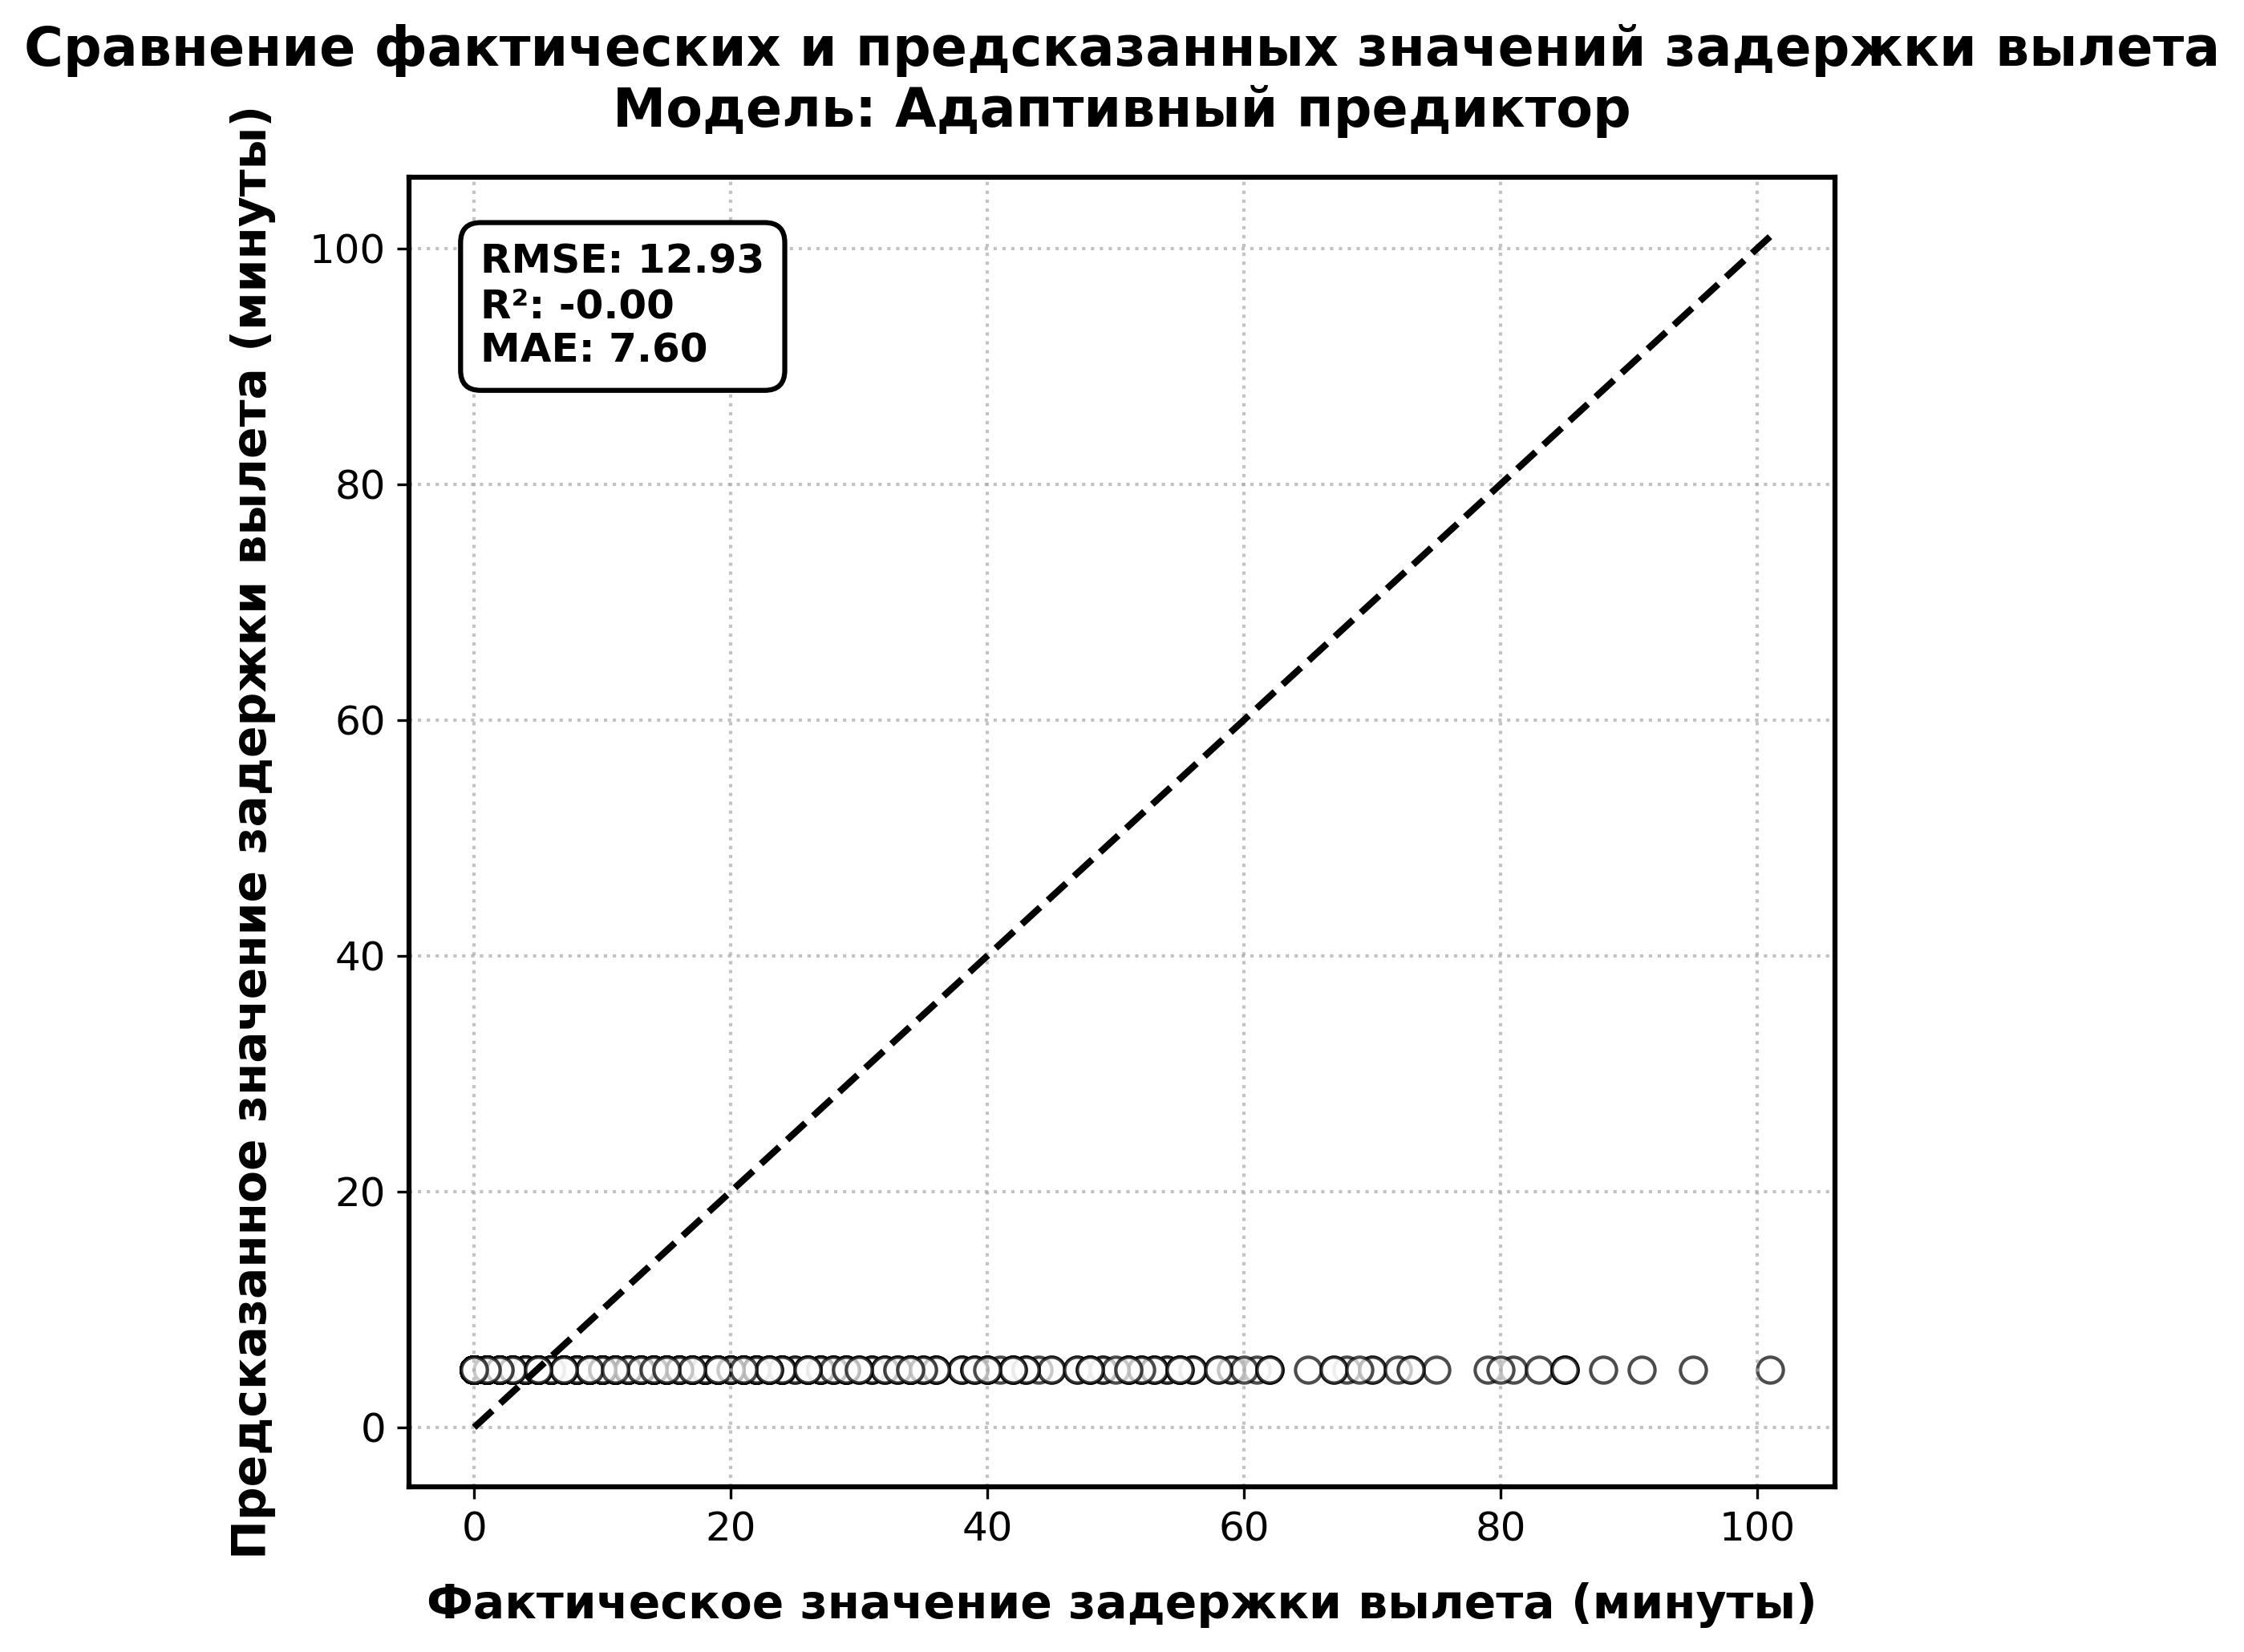 Сравнение фактических и предсказанных значений задержки вылета
Модель: Адаптивный предиктор
Предсказанное значение задержки вылета (минуты)
RMSE: 12.93
R²: -0.00
MAE: 7.60
100
80
60
40
20
0
0 20 40 60 80 100
Фактическое значение задержки вылета (минуты)